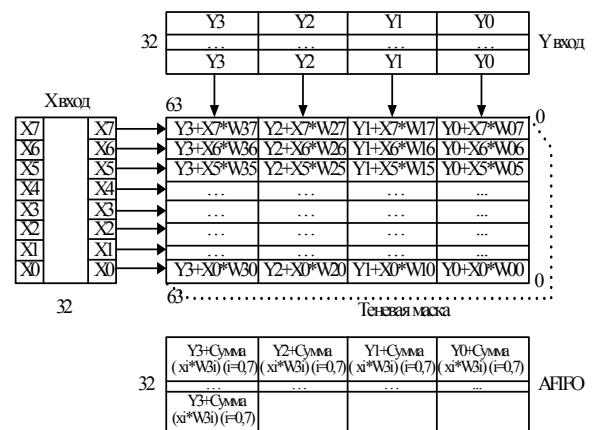 Y3 Y2 Y1 Y0
32 … … … … Y вход
Y3 Y2 Y1 Y0
X вход
63 0
X7 X7 Y3+X7*W37 Y2+X7*W27 Y1+X7*W17 Y0+X7*W07
X6 X6 Y3+X6*W36 Y2+X6*W26 Y1+X6*W16 Y0+X6*W06
X5 X5 Y3+X5*W35 Y2+X5*W25 Y1+X5*W15 Y0+X5*W05
X4 X4 … … … ...
X3 X3 … … … ...
X2 X2 … … … ...
X1 X1 … … … ...
X0 X0 Y3+X0*W30 Y2+X0*W20 Y1+X0*W10 Y0+X0*W00
63 0
32 Теневая маска
Y3+Сумма Y2+Сумма Y1+Сумма Y0+Сумма
( xi*W3i) (i=0,7) ( xi*W3i) (i=0,7) ( xi*W3i) (i=0,7) ( xi*W3i) (i=0,7)
32 … … … ... AFIFO
Y3+Сумма
(xi*W3i) (i=0,7)